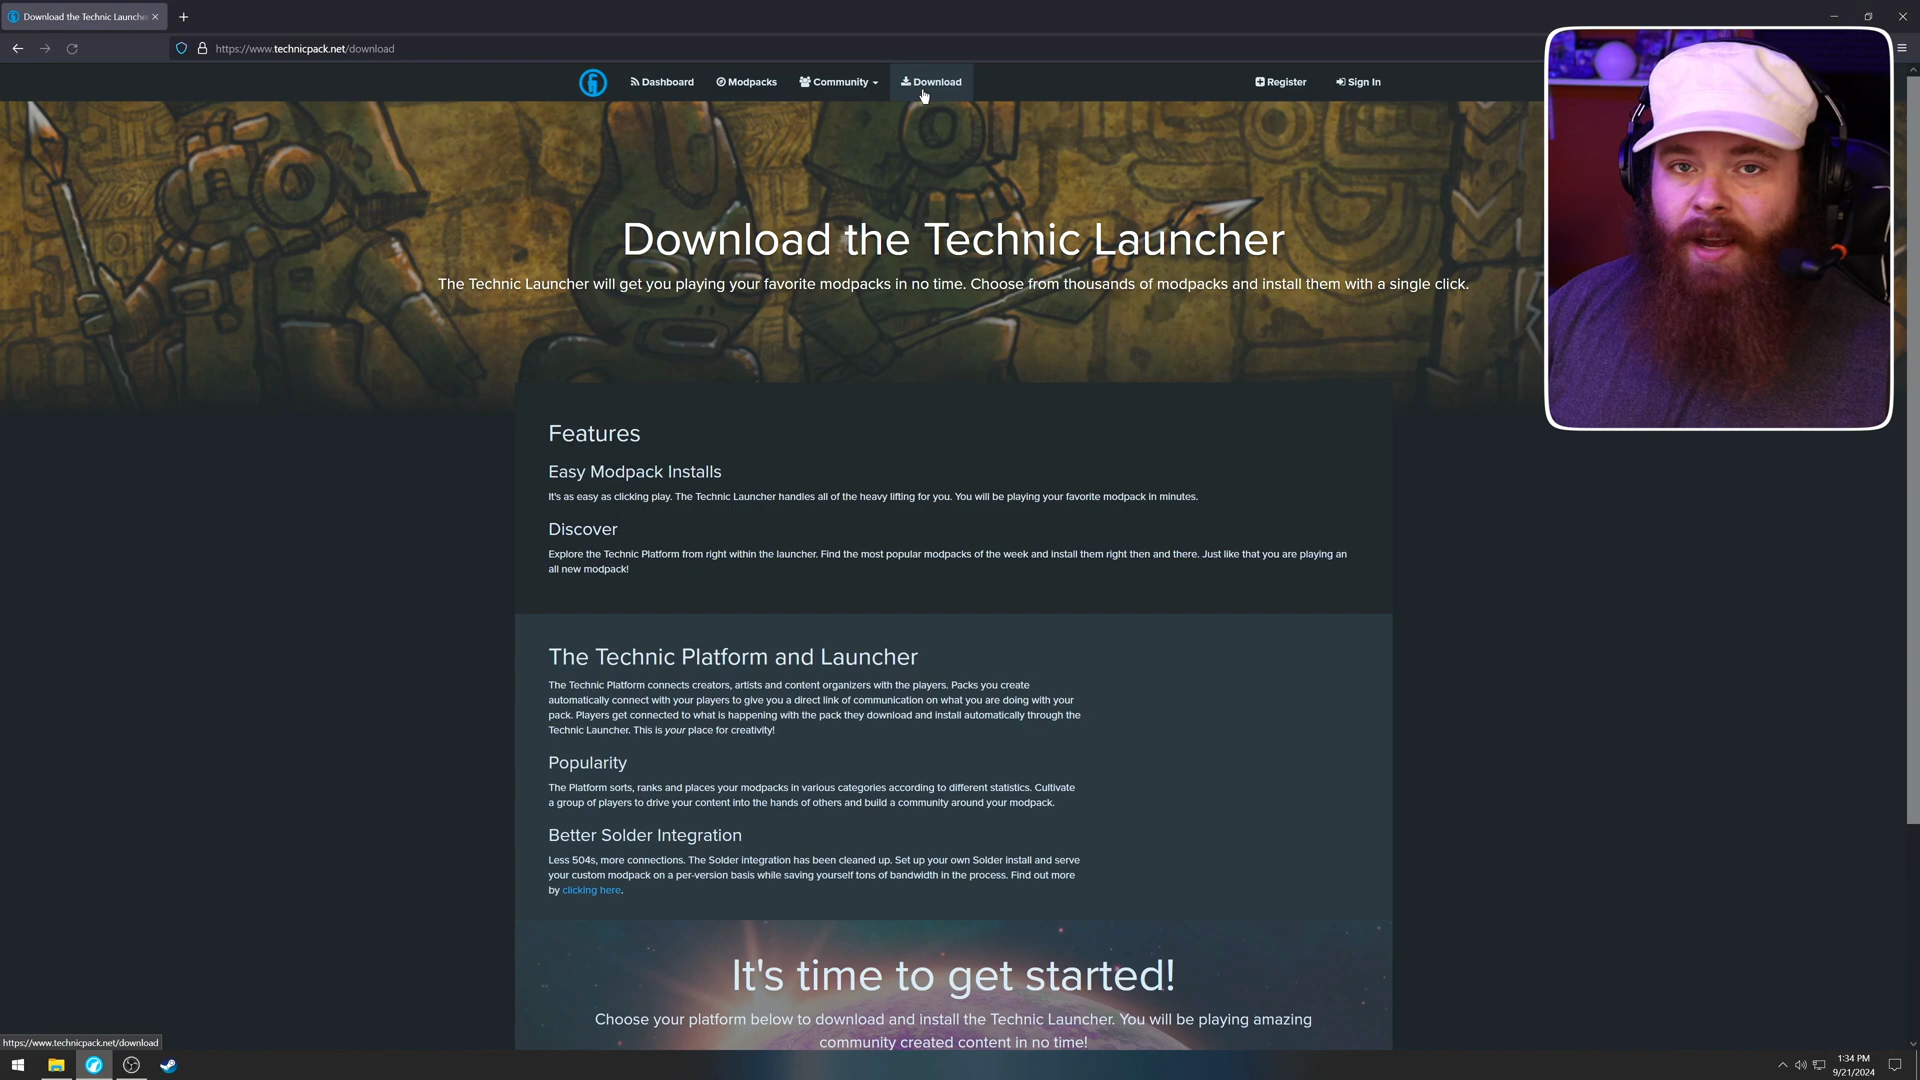 Download the Technic Launche
https://www.technicpack.net/download
Dashboard
Modpacks
Community
Download
Register
Sign In
Download the Technic Launcher
The Technic Launcher will get you playing your favorite modpacks in no time. Choose from thousands of modpacks and install them with a single click.
Features
Easy Modpack Installs
It's as easy as clicking play. The Technic Launcher handles all of the heavy lifting for you. You will be playing your favorite modpack in minutes.
Discover
Explore the Technic Platform from right within the launcher. Find the most popular modpacks of the week and install them right then and there. Just like that you are playing an
all new modpack!
The Technic Platform and Launcher
The Technic Platform connects creators, artists and content organizers with the players. Packs you create
automatically connect with your players to give you a direct link of communication on what you are doing with your
pack. Players get connected to what is happening with the pack they download and install automatically through the
Technic Launcher. This is your place for creativity!
Popularity
The Platform sorts, ranks and places your modpacks in various categories according to different statistics. Cultivate
a group of players to drive your content into the hands of others and build a community around your modpack.
Better Solder Integration
Less 504s, more connections. The Solder integration has been cleaned up. Set up your own Solder install and serve
your custom modpack on a per-version basis while saving yourself tons of bandwidth in the process. Find out more
by clicking here.
It's time to get started!
Choose your platform below to download and install the Technic Launcher. You will be playing amazing
community created content in no time!
https://www.technicpack.net/download
1:34 PM
9/21/2024